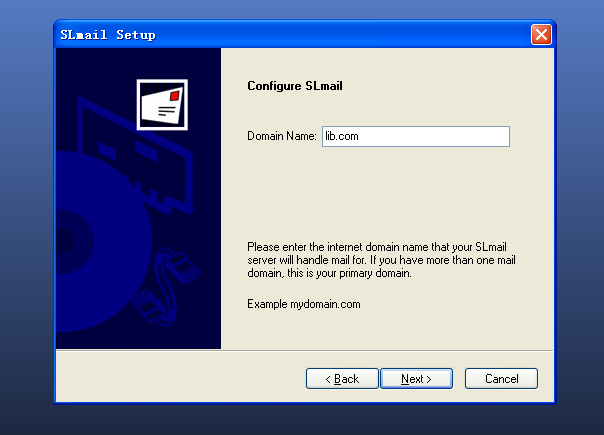 SLmail Setup
Configure SLmail
Domain Name: lib.com
Please enter the internet domain name that your SLmail
server will handle mail for. If you have more than one mail
domain, this is your primary domain.
Example mydomain.com
< Back Next > Cancel